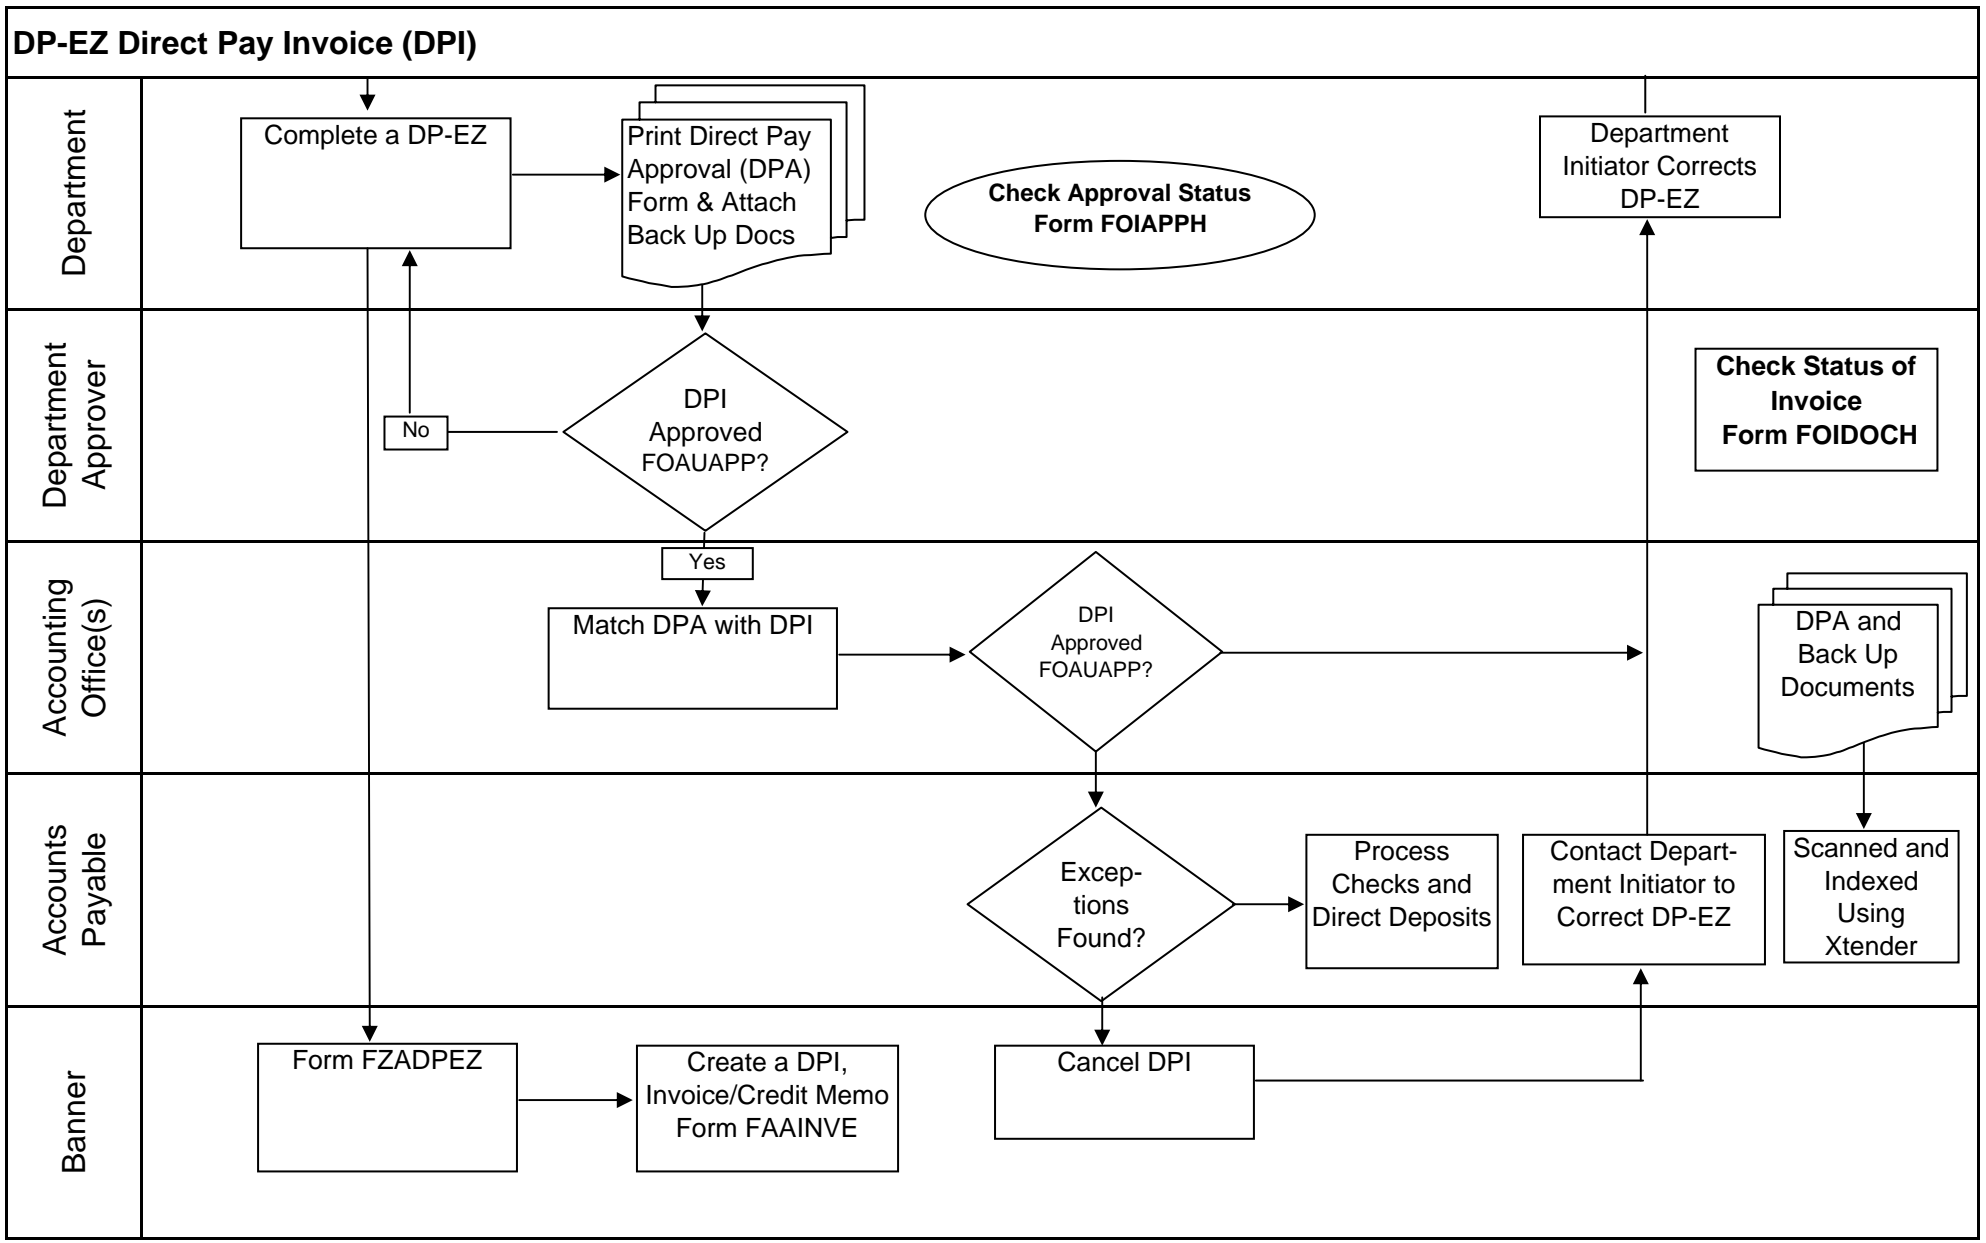 DP-EZ Direct Pay Invoice (DPI)
Department
Complete a DP-EZ
Print Direct Pay
Approval (DPA)
Form & Attach
Back Up Docs
Check Approval Status
Form FOIAPPH
Department
Initiator Corrects
DP-EZ
Department
Approver
No
DPI
Approved
FOAUAPP?
Check Status of
Invoice
Form FOIDOCH
Accounting
Office(s)
Yes
Match DPA with DPI
DPI
Approved
FOAUAPP?
DPA and
Back Up
Documents
Accounts
Payable
Excep-
tions
Found?
Process
Checks and
Direct Deposits
Contact Depart-
ment Initiator to
Correct DP-EZ
Scanned and
Indexed
Using
Xtender
Banner
Form FZADPEZ
Create a DPI,
Invoice/Credit Memo
Form FAAINVE
Cancel DPI